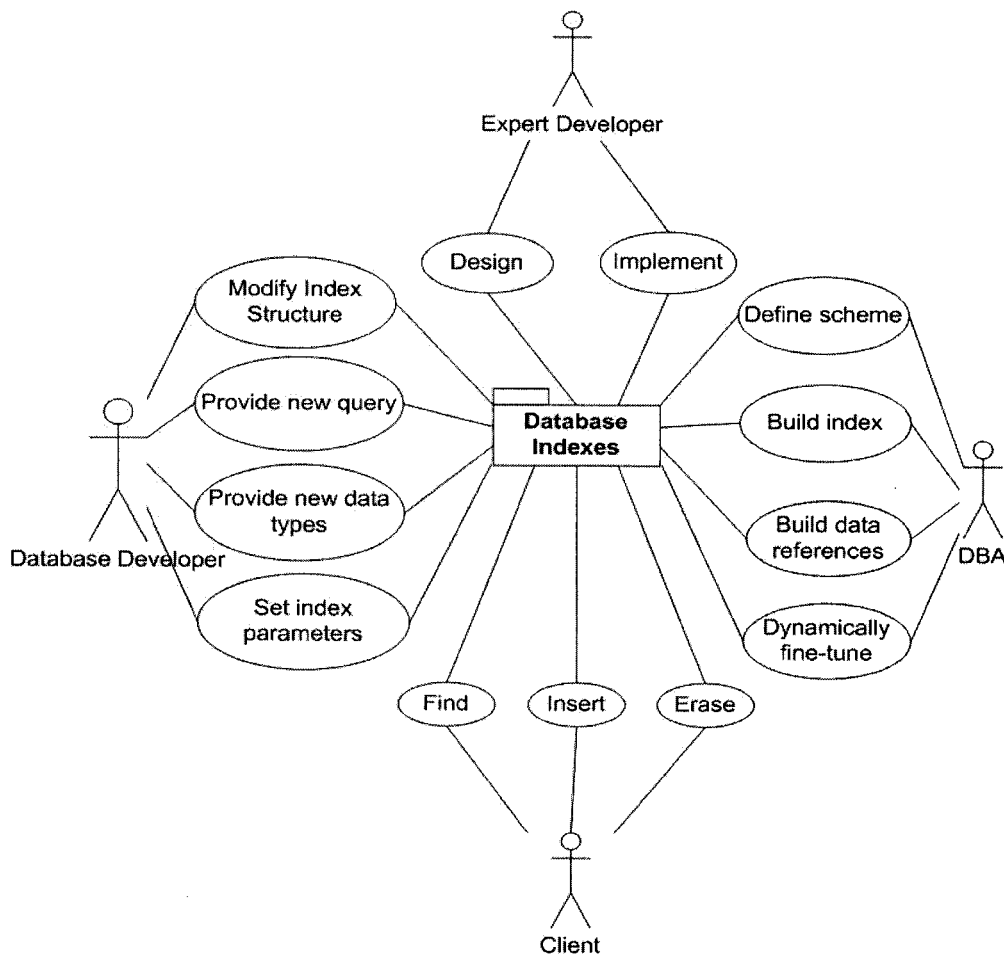 Expert Developer
Design
Implement
Modify Index
Structure
Define scheme
Provide new query
Database
Indexes
Build index
Provide new data
types
Database Developer
Build data
references
DBA
Set index
parameters
Dynamically
fine-tune
Find
Insert
Erase
Client